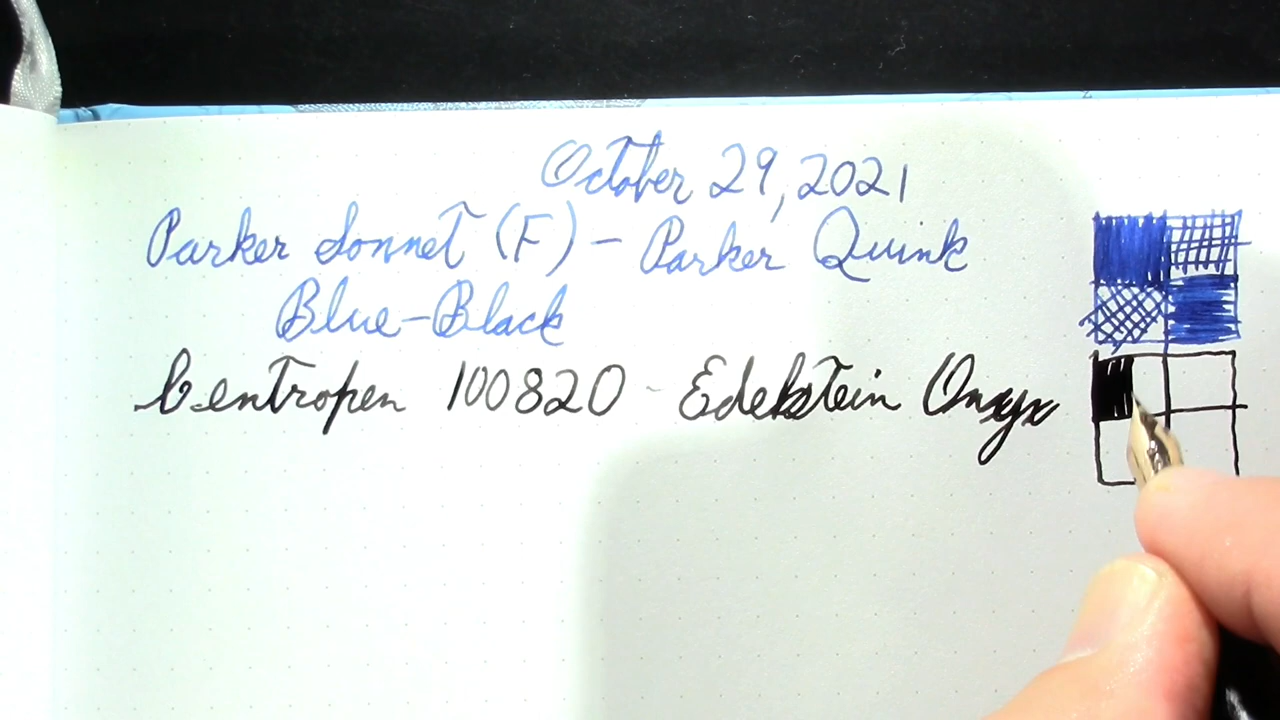 October 29, 2021
Parker Sonnet (F) - Parker Quink
Blue-Black
Centropen 100820 - Edelstein Onyx